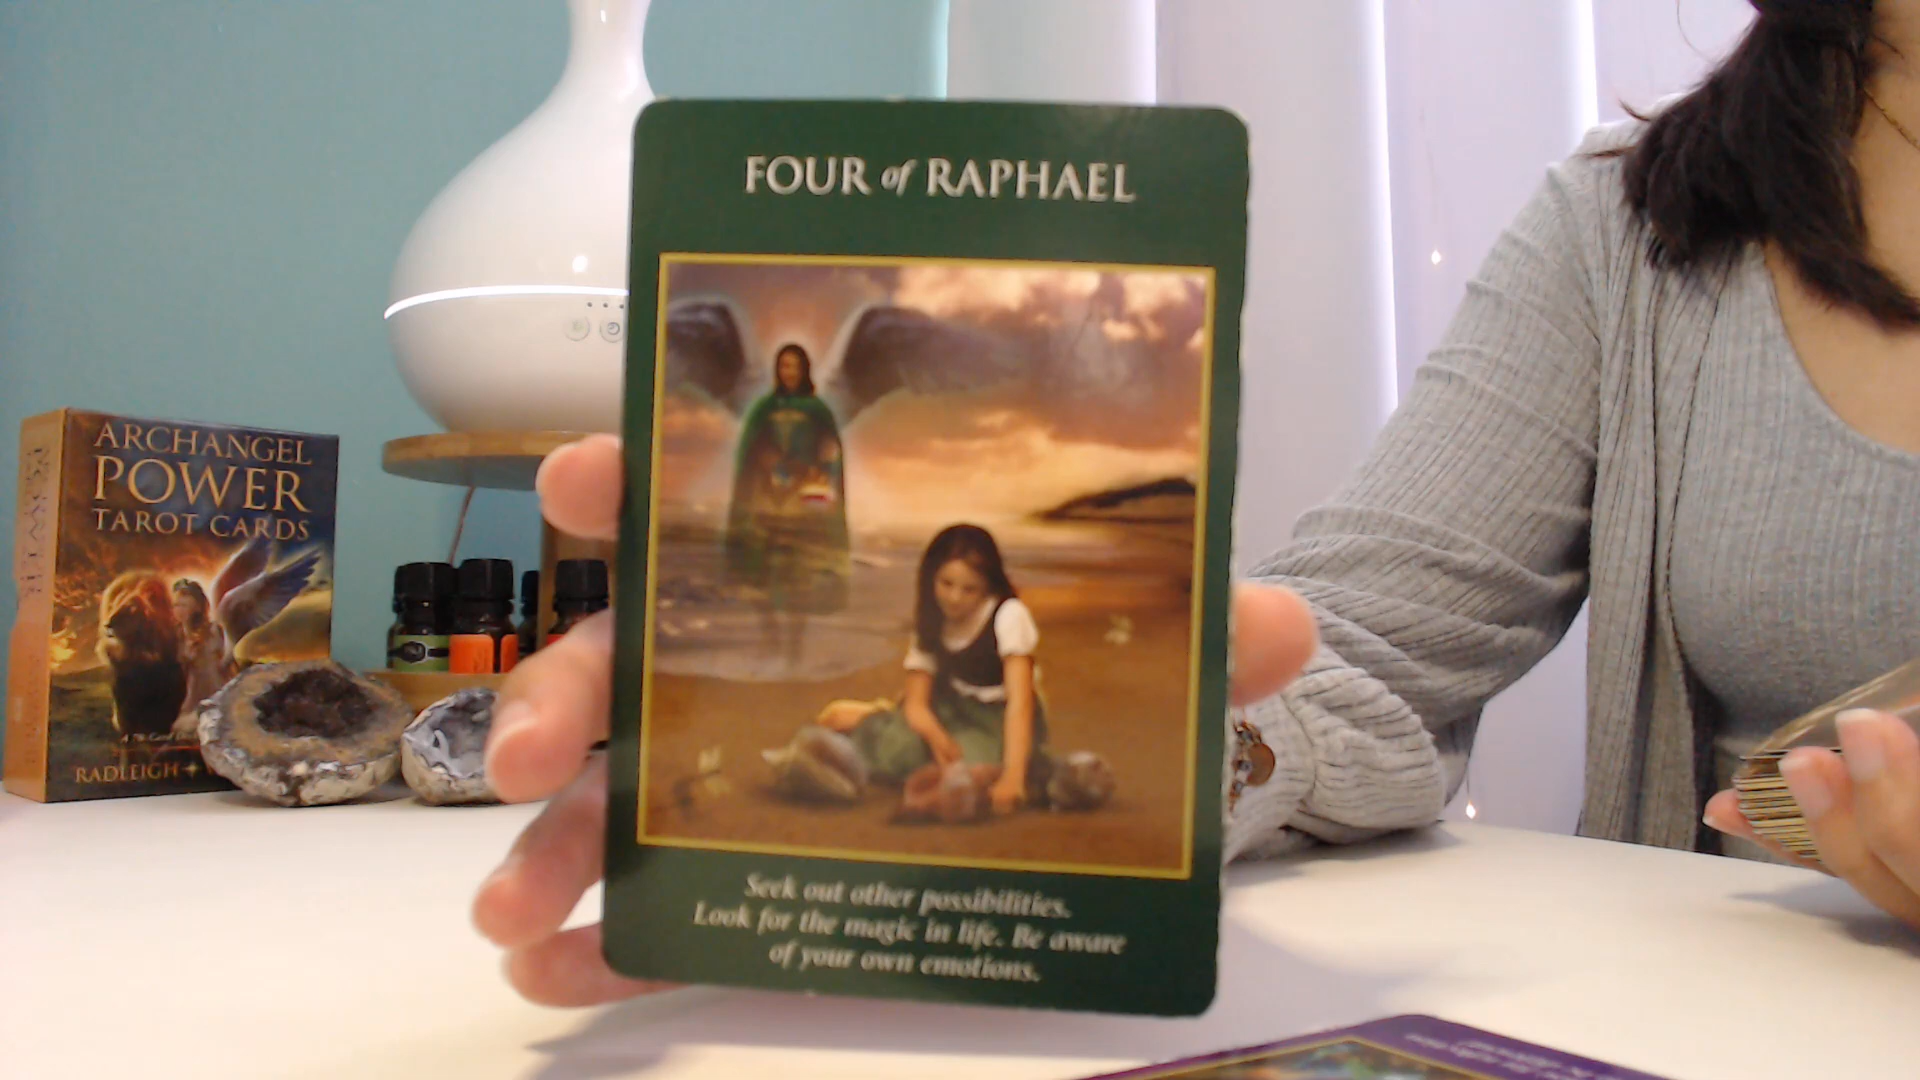 FOUR of RAPHAEL
Seek out other possibilities.
Look for the magic in life. Be aware
of your own emotions.
ARCHANGEL
POWER
TAROT CARDS
RADLEIGH